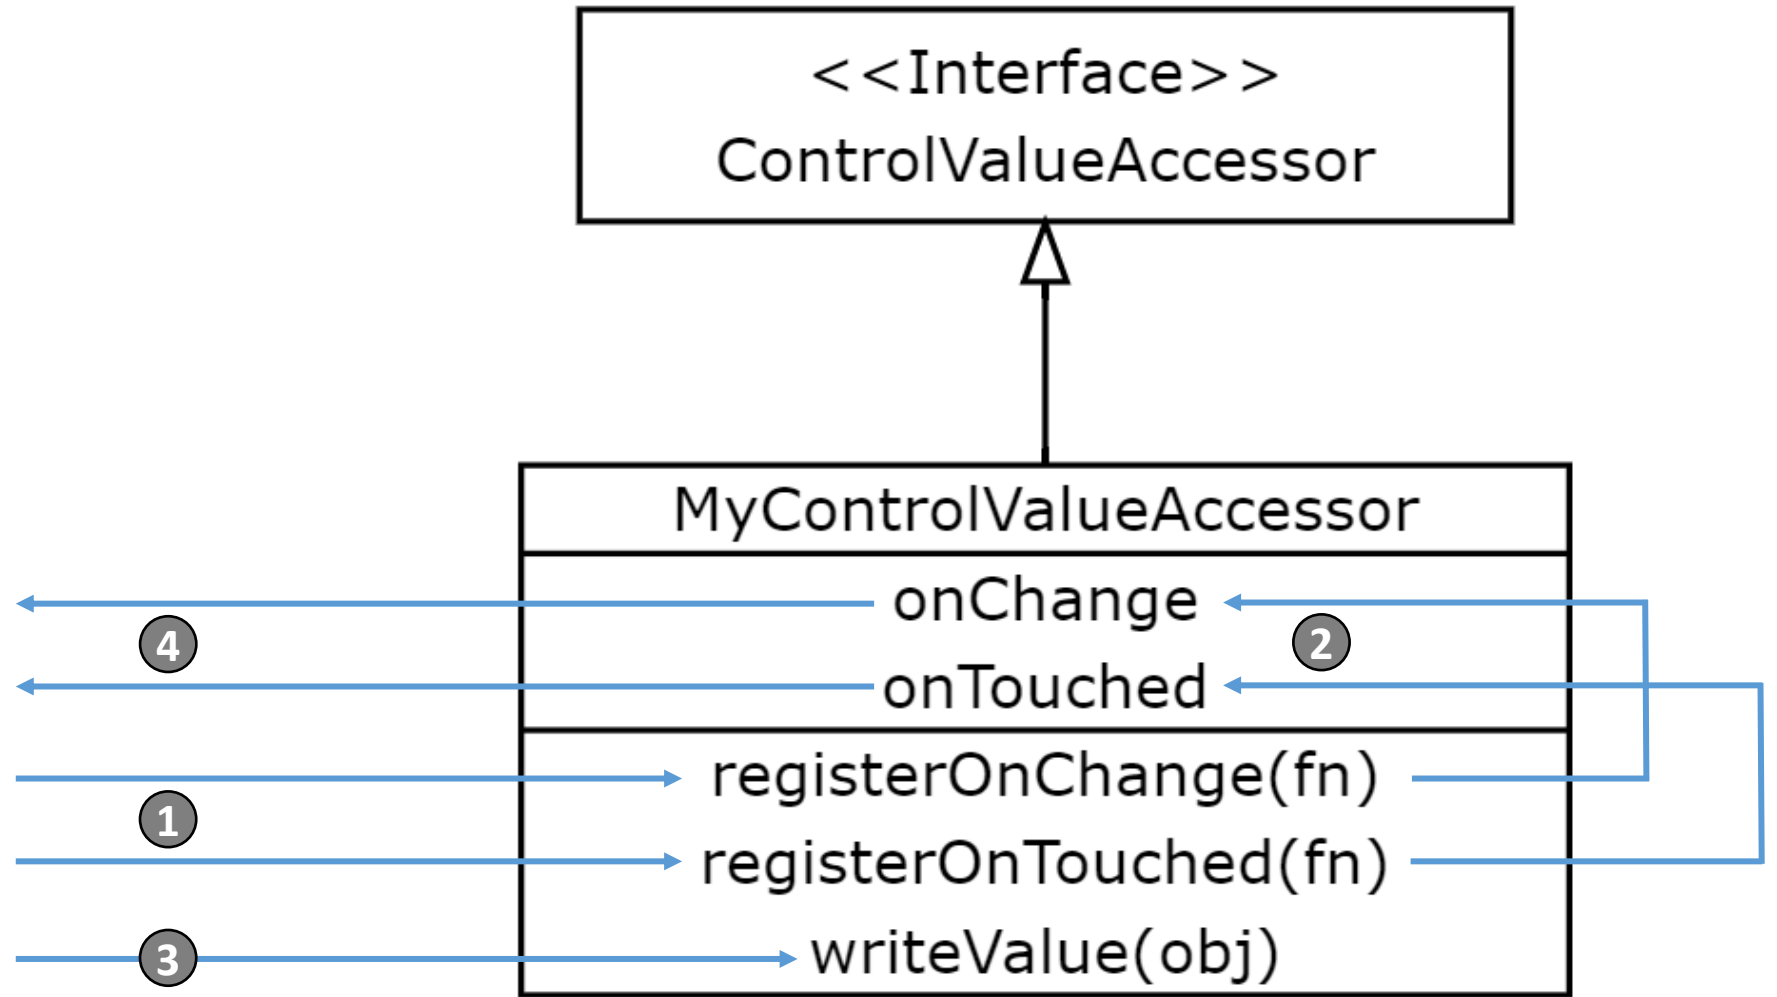 <<Interface>>
ControlValueAccessor
MyControlValueAccessor
onChange
4
2
onTouched
registerOnChange(fn)
1
registerOnTouched(fn)
3
writeValue(obj)